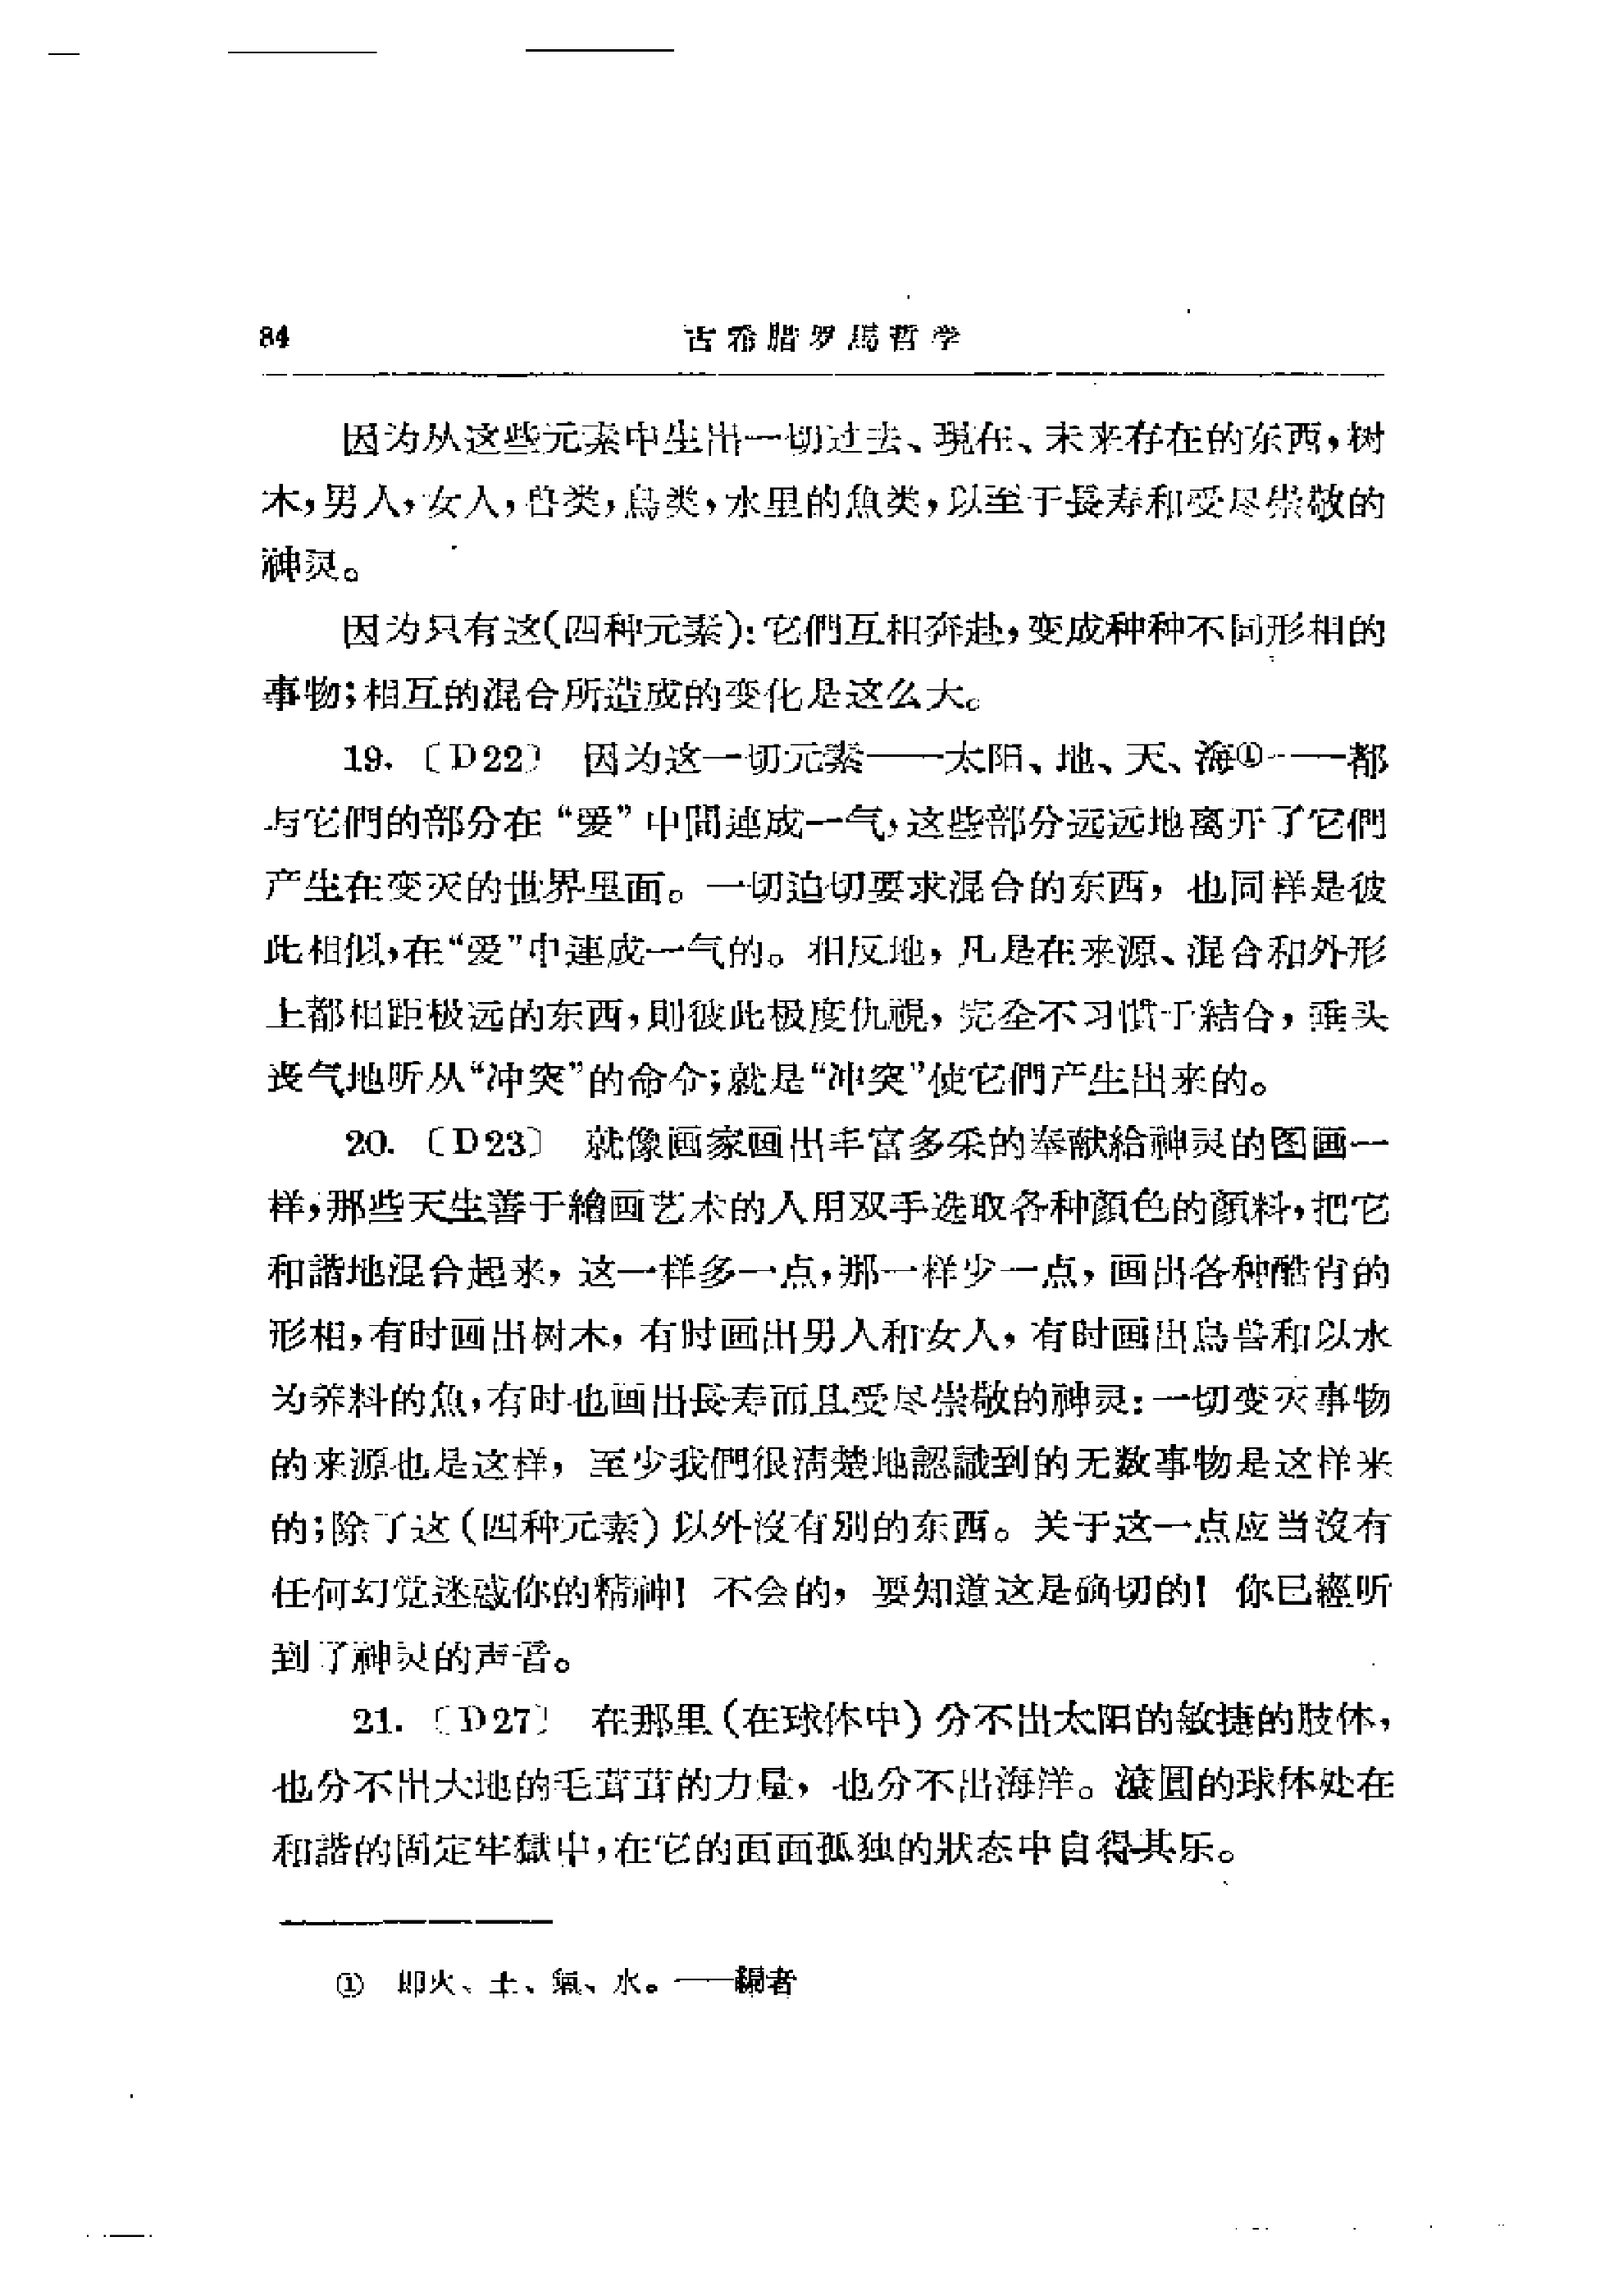 84
古希腊罗馬哲学
因为从这些元素中生出一切过去、現在、未来存在的东西，树
木，男人，女人，兽类，鳥类，水里的魚类，以至于長寿和受尽崇敬的
神灵。
因为只有这（四种元素）：它們互相奔赴，变成种种不同形相的
事物；相互的混合所造成的变化是这么大。
19. 〔D22〕 因为这一切元素——太阳、地、天、海①——都
与它們的部分在“爱”中間連成一气，这些部分远远地离开了它們
产生在变灭的世界里面。一切迫切要求混合的东西，也同样是彼
此相似，在“爱”中連成一气的。相反地，凡是在来源、混合和外形
上都相距极远的东西，則彼此极度仇視，完全不习惯于結合，垂头
丧气地听从“冲突”的命令；就是“冲突”使它們产生出来的。
20. 〔D23〕 就像画家画出丰富多采的奉献給神灵的图画一
样，那些天生善于繪画艺术的人用双手选取各种顏色的顏料，把它
和諧地混合起来，这一样多一点，那一样少一点，画出各种酷肖的
形相，有时画出树木，有时画出男人和女人，有时画出鳥兽和以水
为养料的魚，有时也画出長寿而且受尽崇敬的神灵：一切变灭事物
的来源也是这样，至少我們很清楚地認識到的无数事物是这样来
的；除了这（四种元素）以外沒有別的东西。关于这一点应当沒有
任何幻觉迷惑你的精神！不会的，要知道这是确切的！你已經听
到了神灵的声音。
21. 〔D27〕 在那里（在球体中）分不出太阳的敏捷的肢体，
也分不出大地的毛茸茸的力量，也分不出海洋。滾圓的球体处在
和諧的固定牢獄中，在它的面面孤独的狀态中自得其乐。
① 即火、土、氣、水。——編者